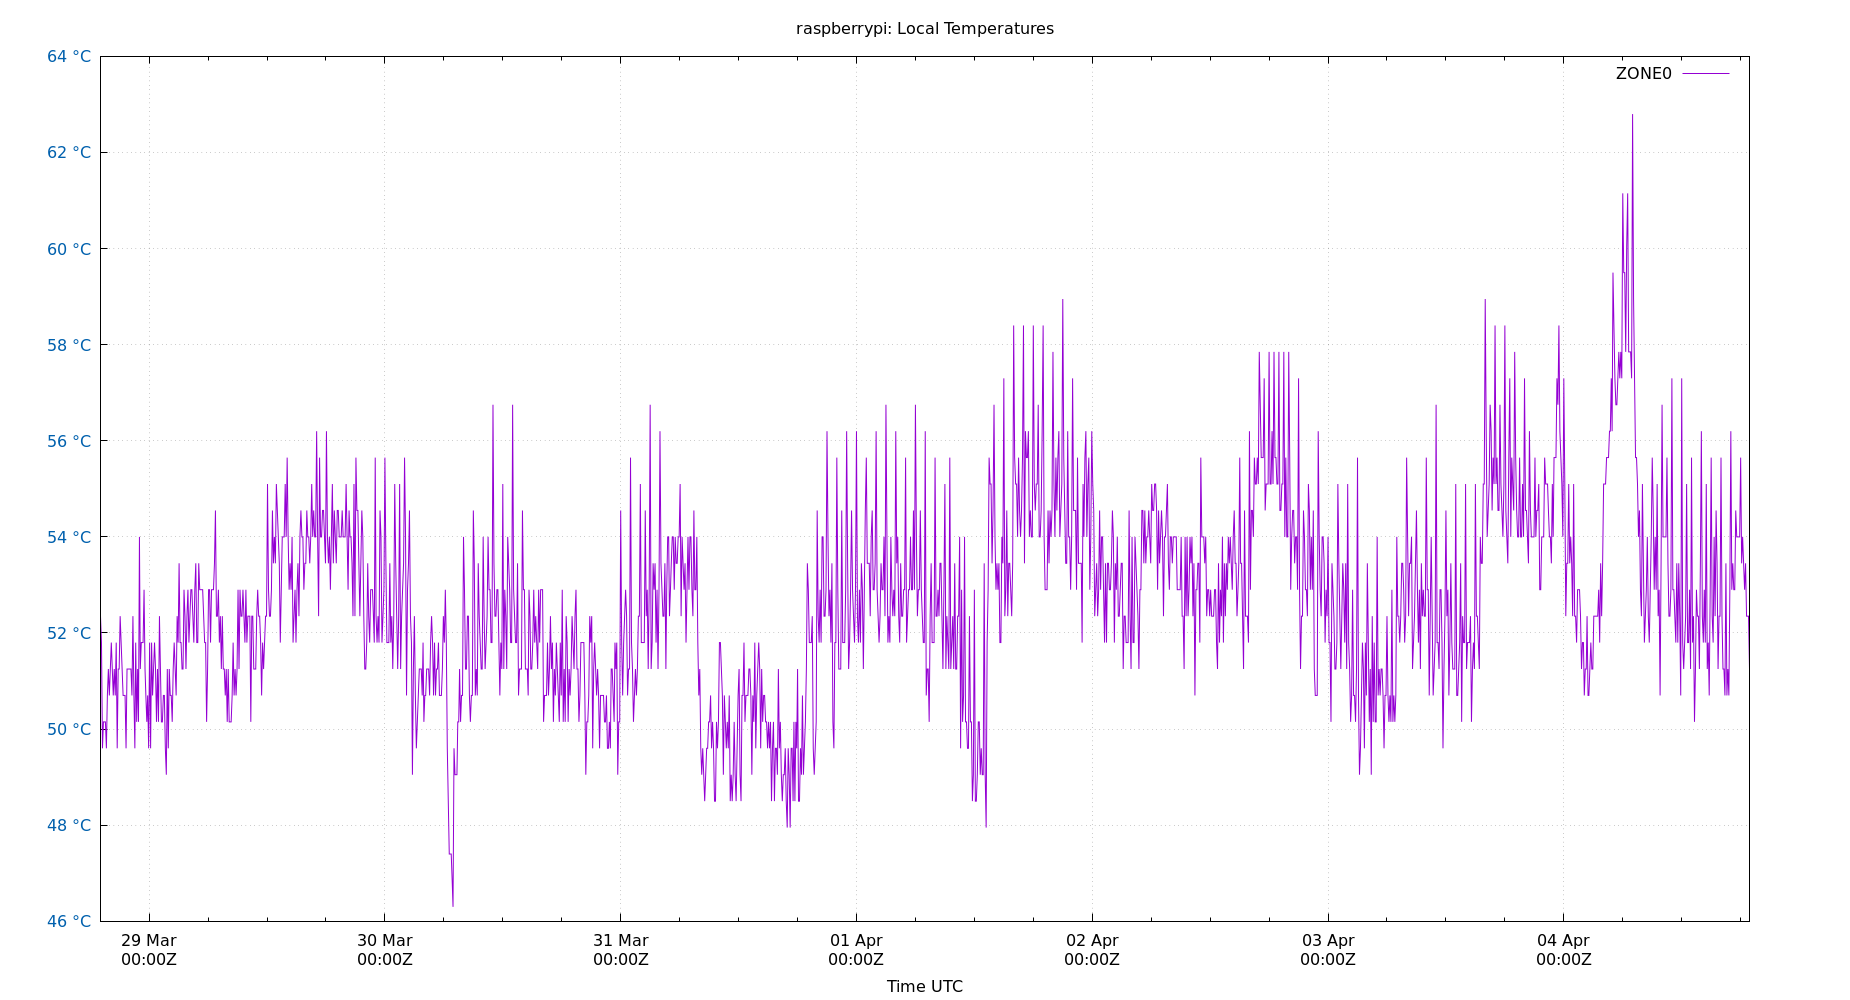 raspberrypi: Local Temperatures
64 °C
ZONE0
62 °C
60 °C
58 °C
56 °C
54 °C
52 °C
50 °C
48 °C
46 °C
29 Mar 30 Mar 31 Mar 01 Apr 02 Apr 03 Apr 04 Apr
00:00Z 00:00Z 00:00Z 00:00Z 00:00Z 00:00Z 00:00Z
Time UTC